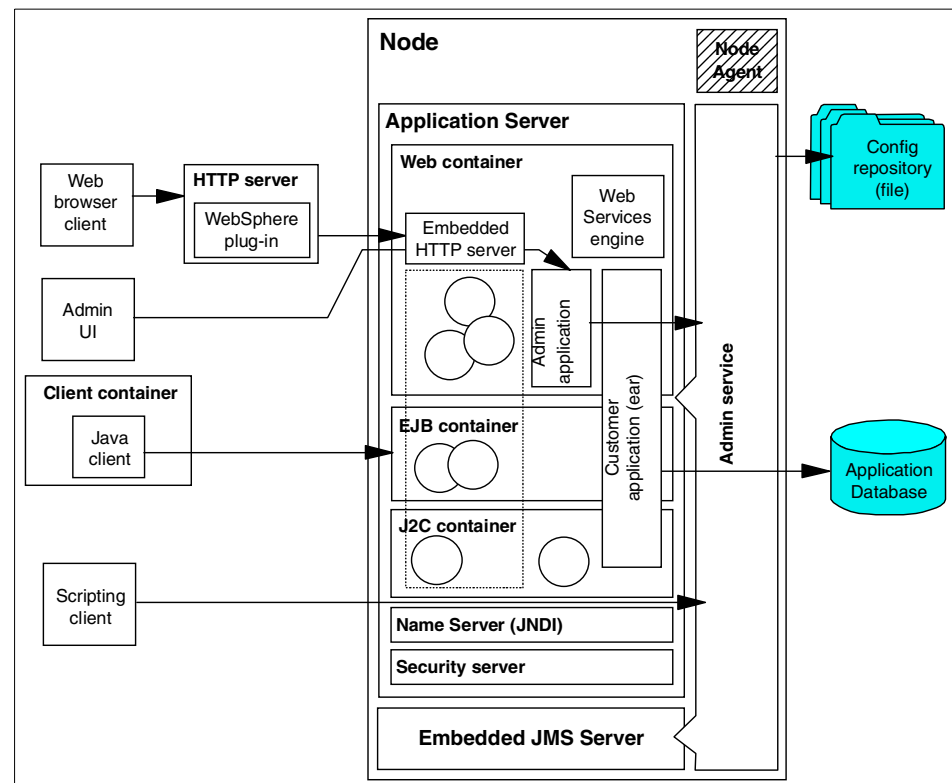 Node
Node
Agent
Application Server
Web container
Config
repository
(file)
Web
browser
client
HTTP server
WebSphere
plug-in
Embedded
HTTP server
Web
Services
engine
Admin
UI
Admin
application
Customer
application (ear)
Admin service
Client container
Java
client
EJB container
Application
Database
J2C container
Scripting
client
Name Server (JNDI)
Security server
Embedded JMS Server